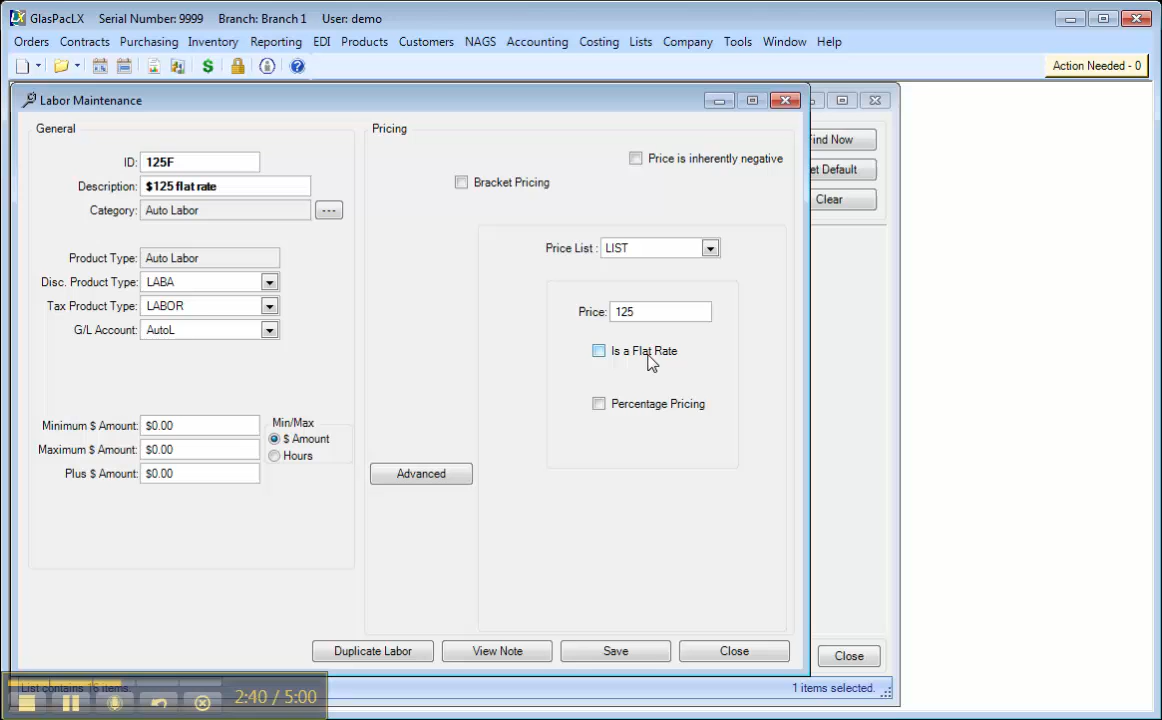 GlasPacLX Serial Number: 9999 Branch: Branch 1 User: demo
Orders Contracts Purchasing Inventory Reporting EDI Products Customers NAGS Accounting Costing Lists Company Tools Window Help
Action Needed - 0
Labor Maintenance
General
ID: 125F
Description: $125 flat rate
Category: Auto Labor
Product Type: Auto Labor
Disc. Product Type: LABA
Tax Product Type: LABOR
G/L Account: AutoL
Minimum $ Amount: $0.00
Maximum $ Amount: $0.00
Plus $ Amount: $0.00
Min/Max
$ Amount
Hours
Pricing
Price is inherently negative
Bracket Pricing
Price List : LIST
Price: 125
Is a Flat Rate
Percentage Pricing
Advanced
Duplicate Labor View Note Save Close
Clear
Close
List contains 16 items.
1 items selected.
2:40 / 5:00